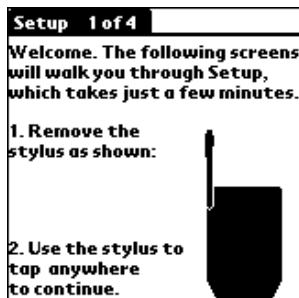 Setup 1 of 4
Welcome. The following screens
will walk you through Setup,
which takes just a few minutes.
1. Remove the
stylus as shown:
2. Use the stylus to
tap anywhere
to continue.